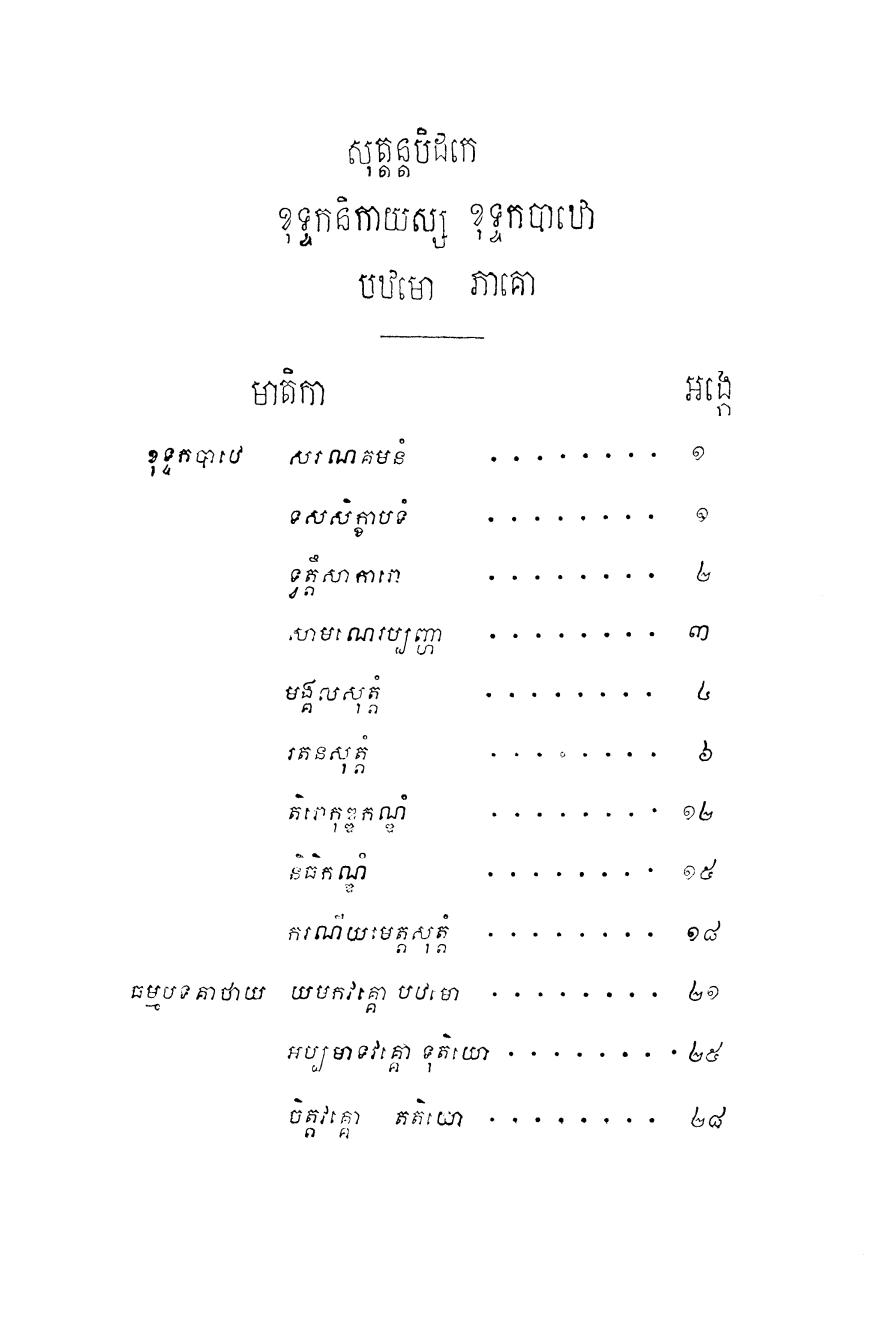 សុត្តន្តបិដកេ
ខុទ្ទកនិកាយស្ស ខុទ្ទកបាឋោ
បឋមោ ភាគោ
មាតិកា អង្កោ
ខុទ្ទកបាឋេ សរណគមនំ . . . . . . . . ១
ទសសិក្ខាបទំ . . . . . . . . ១
ទ្វត្តឹសាការោ . . . . . . . . ២
សាមណេរប្បញ្ហា . . . . . . . . ៣
មង្គលសុត្តំ . . . . . . . . ៤
រតនសុត្តំ . . . . . . . . ៦
តិរោកុឌ្ឌកណ្ឌំ . . . . . . . . ១២
និធិកណ្ឌំ . . . . . . . . ១៥
ករណីយមេត្តសុត្តំ . . . . . . . . ១៨
ធម្មបទគាថាយ យមកវគ្គោ បឋមោ . . . . . . . . ២១
អប្បមាទវគ្គោ ទុតិយោ . . . . . . . . ២៥
ចិត្តវគ្គោ តតិយោ . . . . . . . . ២៨